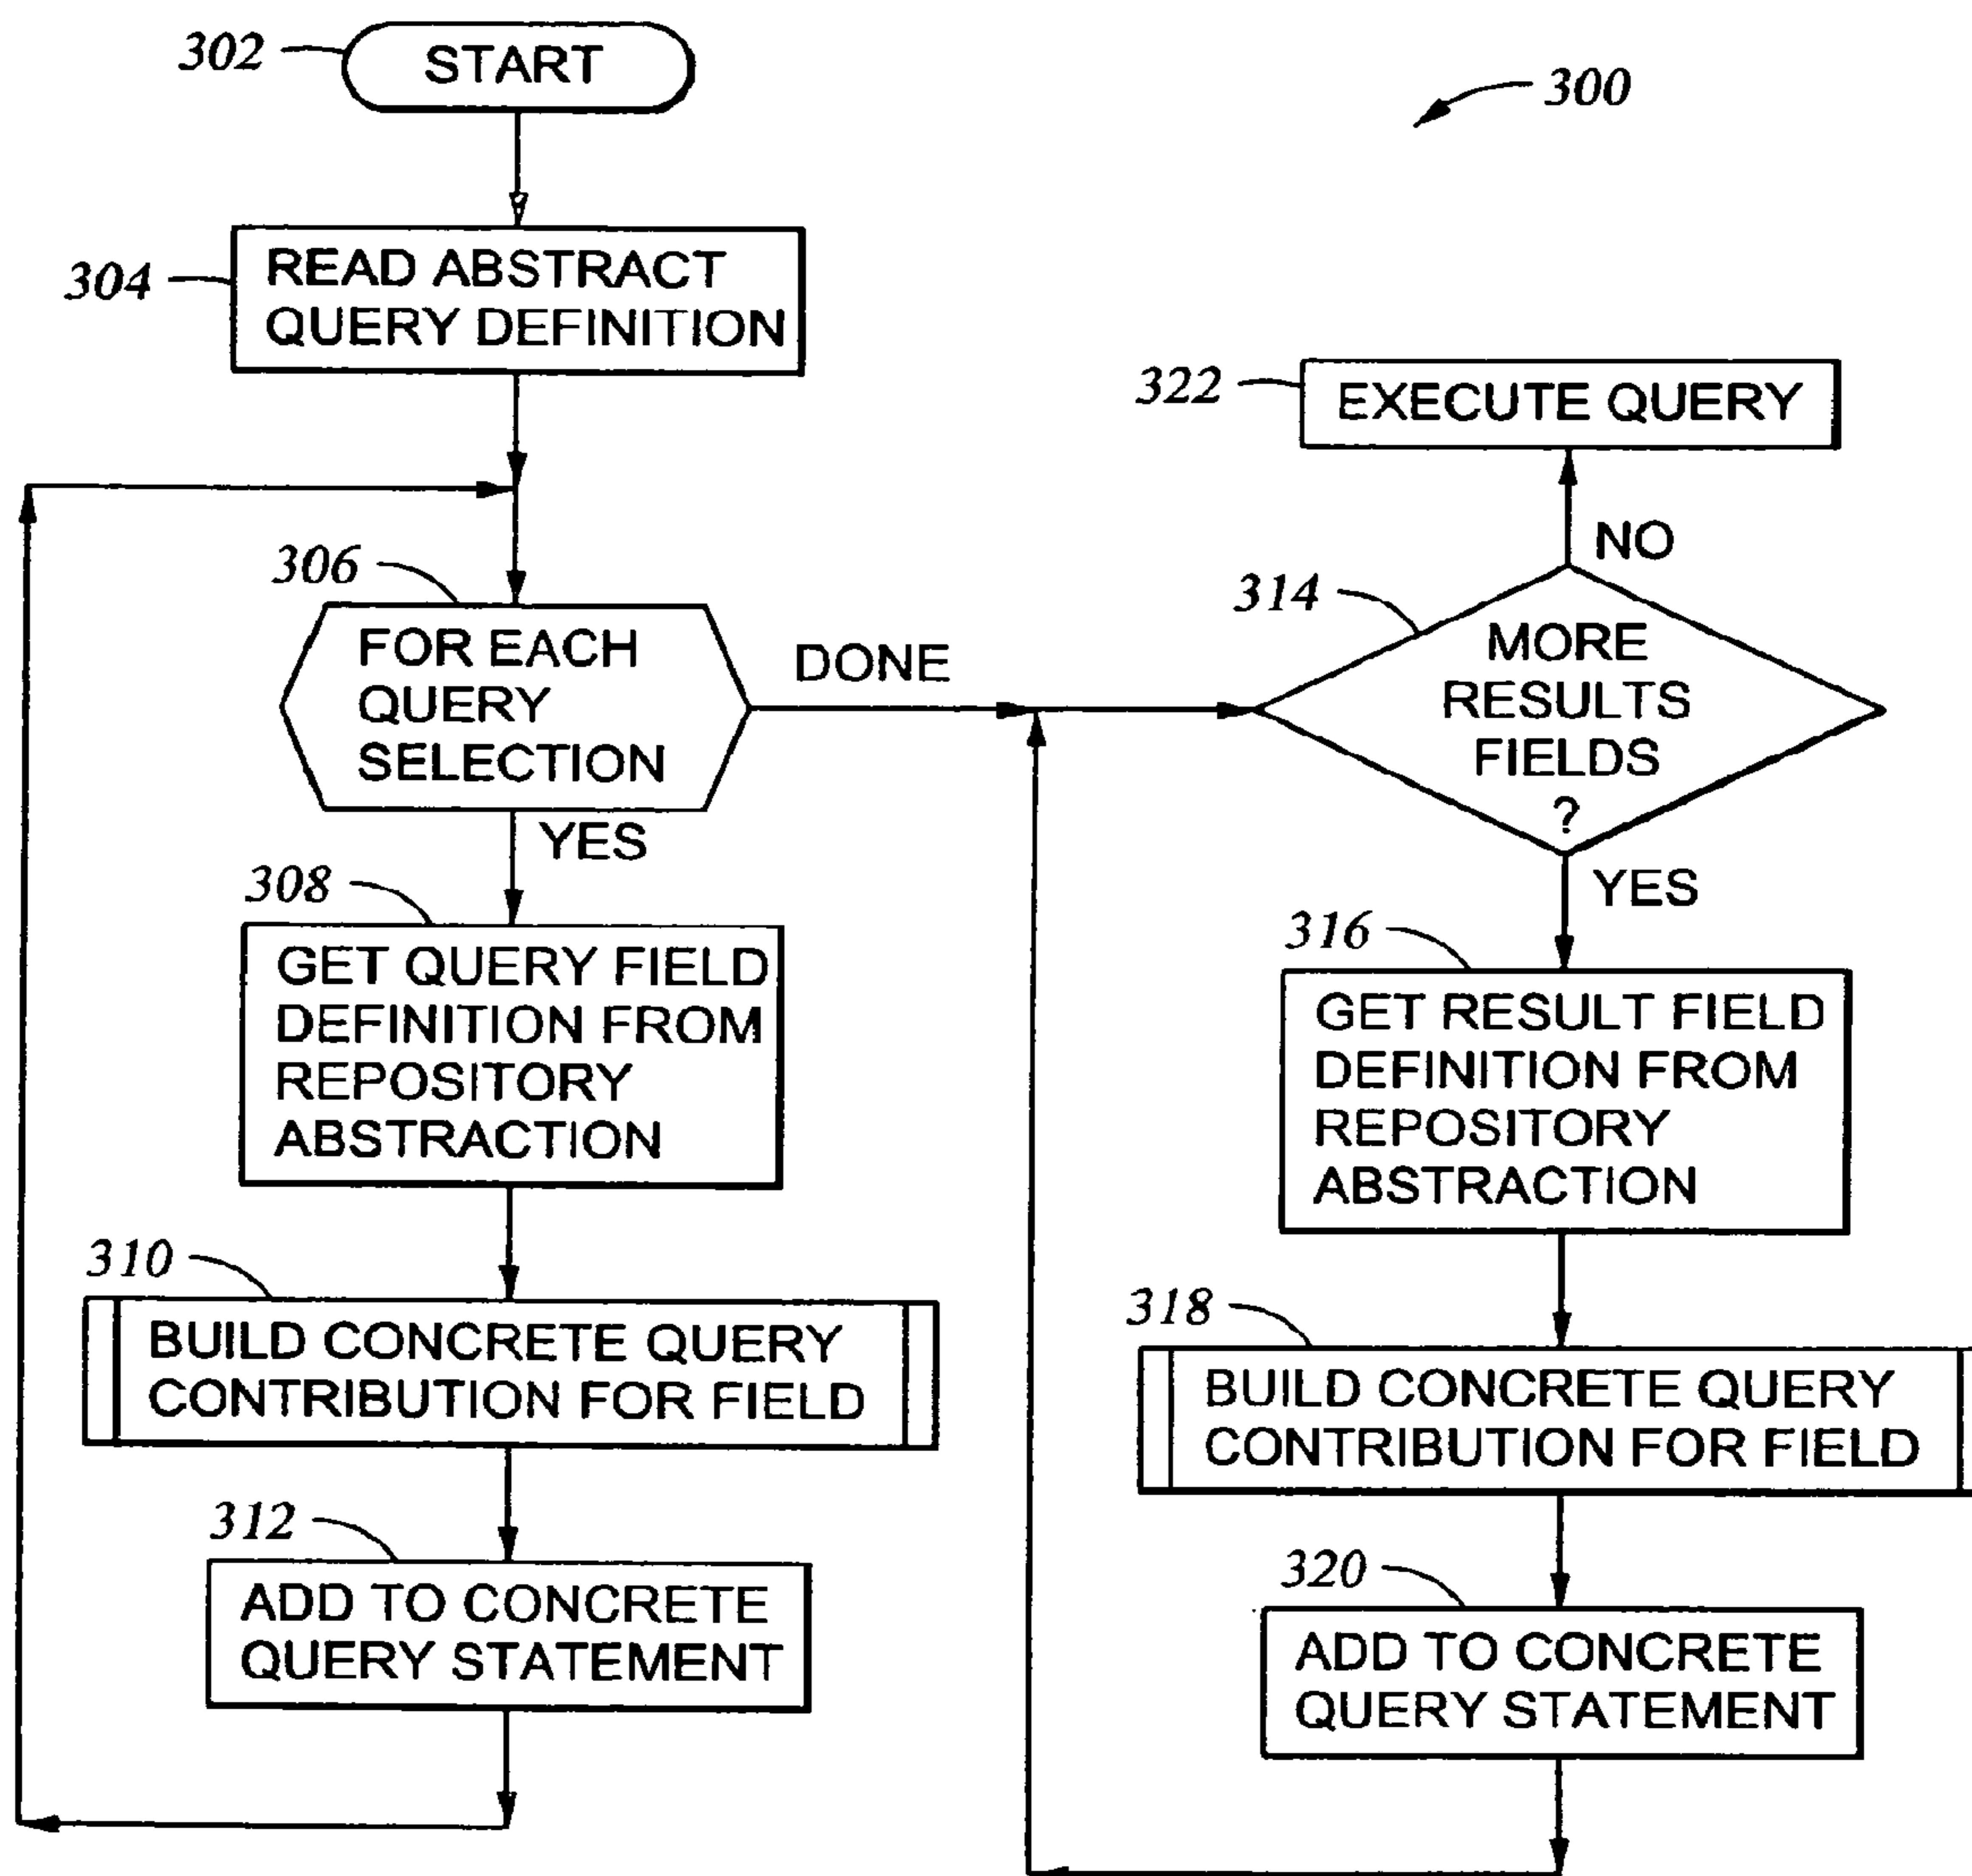 302
START
300
304
READ ABSTRACT
QUERY DEFINITION
322
EXECUTE QUERY
NO
306
FOR EACH
QUERY
SELECTION
DONE
314
MORE
RESULTS
FIELDS
?
YES
YES
308
GET QUERY FIELD
DEFINITION FROM
REPOSITORY
ABSTRACTION
316
GET RESULT FIELD
DEFINITION FROM
REPOSITORY
ABSTRACTION
310
BUILD CONCRETE QUERY
CONTRIBUTION FOR FIELD
318
BUILD CONCRETE QUERY
CONTRIBUTION FOR FIELD
312
ADD TO CONCRETE
QUERY STATEMENT
320
ADD TO CONCRETE
QUERY STATEMENT